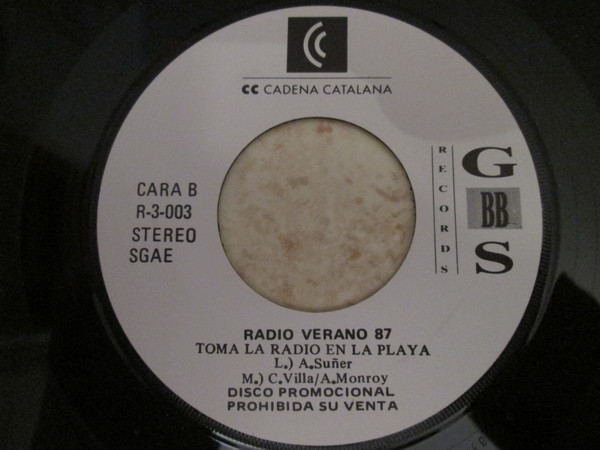 CC CADENA CATALANA
CARA B
R-3-003
STEREO
SGAE
RECORDS
G
BB
S
RADIO VERANO 87
TOMA LA RADIO EN LA PLAYA
L.) A.Suñer
M.) C.Villa/A.Monroy
DISCO PROMOCIONAL
PROHIBIDA SU VENTA